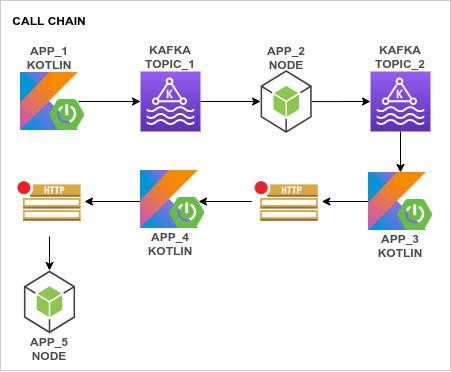 CALL CHAIN
APP_1
KOTLIN
KAFKA
TOPIC_1
APP_2
NODE
KAFKA
TOPIC_2
K
K
HTTP
HTTP
APP_4
KOTLIN
APP_3
KOTLIN
APP_5
NODE